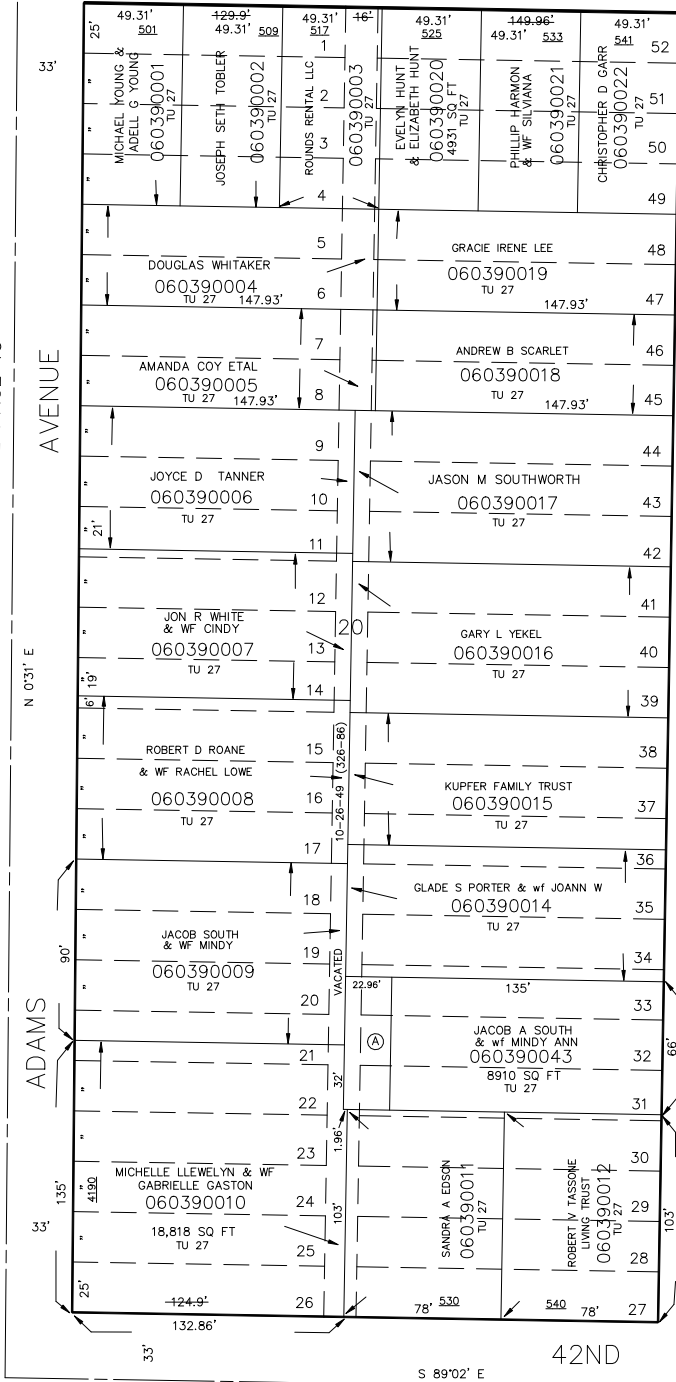 49.31'
129.9'
49.31'
16'
49.31'
149.96'
49.31'
501
49.31'
509
517
525
49.31'
533
541
25'
33'
MICHAEL YOUNG &
ADELL G YOUNG
060390001
TU 27
JOSEPH SETH TOBLER
060390002
TU 27
ROUNDS RENTAL LLC
060390003
TU 27
EVELYN HUNT
& ELIZABETH HUNT
060390020
4931 SQ FT
TU 27
PHILLIP HARMON
& WF SILVIANA
060390021
TU 27
CHRISTOPHER D GARR
060390022
TU 27
1
2
3
4
52
51
50
49
5
48
DOUGLAS WHITAKER
060390004
TU 27 147.93'
6
GRACIE IRENE LEE
060390019
TU 27
147.93'
47
7
46
AMANDA COY ETAL
060390005
TU 27 147.93'
8
ANDREW B SCARLET
060390018
TU 27
147.93'
45
AVENUE
9
44
JOYCE D TANNER
060390006
TU 27
10
JASON M SOUTHWORTH
060390017
TU 27
43
21'
11
42
12
41
JON R WHITE
& WF CINDY
060390007
TU 27
13
20
GARY L YEKEL
060390016
TU 27
40
N 0°31' E
19'
14
39
6'
15
38
ROBERT D ROANE
& WF RACHEL LOWE
060390008
TU 27
16
VACATED 10-26-49 (326-86)
KUPFER FAMILY TRUST
060390015
TU 27
37
17
36
18
GLADE S PORTER & wf JOANN W
060390014
TU 27
35
90'
JACOB SOUTH
& WF MINDY
060390009
TU 27
19
34
20
22.96'
135'
33
ADAMS
21
A
JACOB A SOUTH
& wf MINDY ANN
060390043
8910 SQ FT
TU 27
32
66'
22
32'
31
23
1.96'
30
135'
4190
MICHELLE LLEWELYN & WF
GABRIELLE GASTON
060390010
18,818 SQ FT
TU 27
24
103'
SANDRA A EDSON
060390011
TU 27
ROBERT V TASSONE
LIVING TRUST
060390012
TU 27
29
103'
33'
25
28
25'
124.9'
26
78'
530
540
78'
27
132.86'
33'
42ND
S 89°02' E